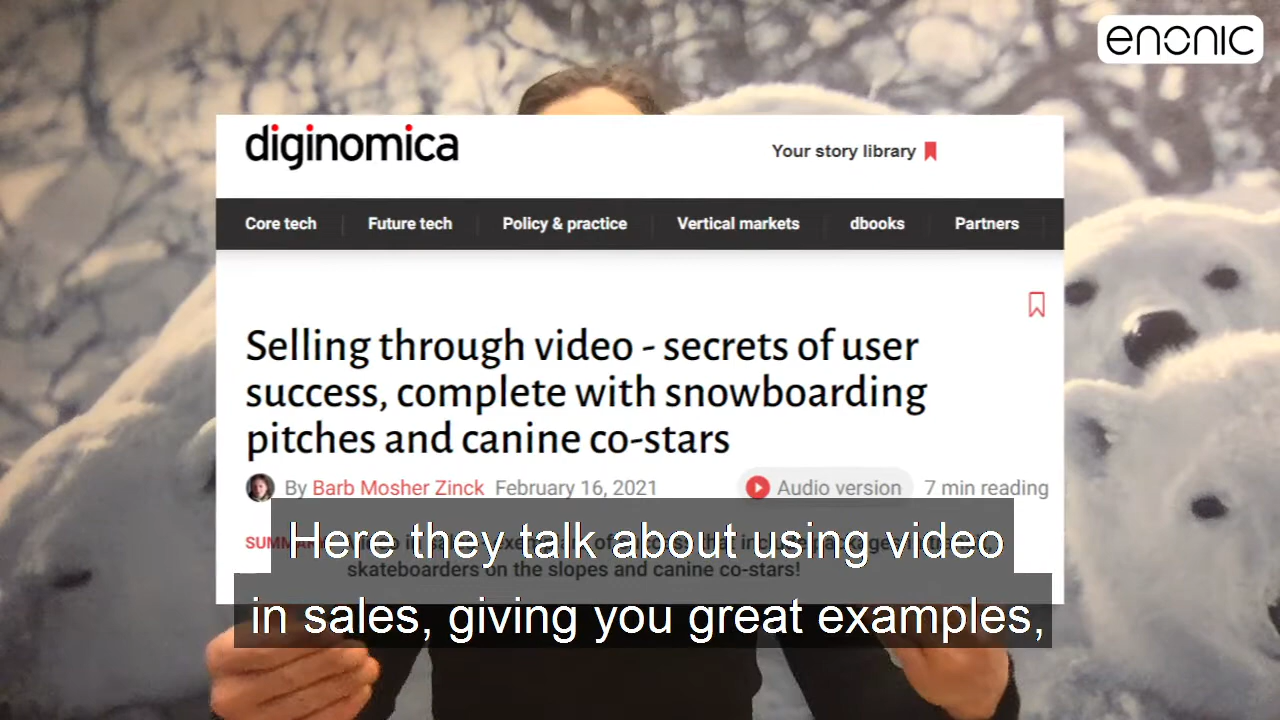 enonic
diginomica
Your story library
Core tech Future tech Policy & practice Vertical markets dbooks Partners
Selling through video - secrets of user
success, complete with snowboarding
pitches and canine co-stars
By Barb Mosher Zinck February 16, 2021 Audio version 7 min reading
Here they talk about using video
skateboarders on the slopes and canine co-stars!
in sales, giving you great examples,